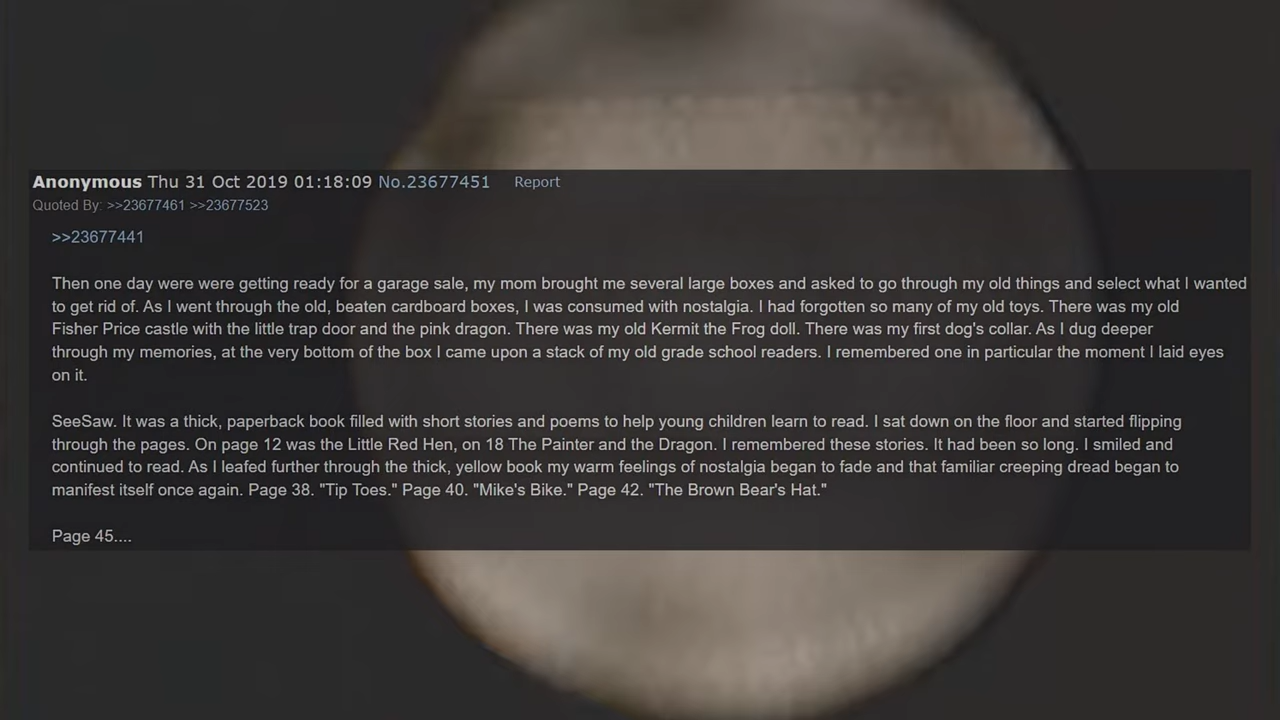 Anonymous Thu 31 Oct 2019 01:18:09 No.23677451 Report
Quoted By: >>23677461 >>23677523
>>23677441
Then one day were were getting ready for a garage sale, my mom brought me several large boxes and asked to go through my old things and select what I wanted
to get rid of. As I went through the old, beaten cardboard boxes, I was consumed with nostalgia. I had forgotten so many of my old toys. There was my old
Fisher Price castle with the little trap door and the pink dragon. There was my old Kermit the Frog doll. There was my first dog's collar. As I dug deeper
through my memories, at the very bottom of the box I came upon a stack of my old grade school readers. I remembered one in particular the moment I laid eyes
on it.
SeeSaw. It was a thick, paperback book filled with short stories and poems to help young children learn to read. I sat down on the floor and started flipping
through the pages. On page 12 was the Little Red Hen, on 18 The Painter and the Dragon. I remembered these stories. It had been so long. I smiled and
continued to read. As I leafed further through the thick, yellow book my warm feelings of nostalgia began to fade and that familiar creeping dread began to
manifest itself once again. Page 38. "Tip Toes." Page 40. "Mike's Bike." Page 42. "The Brown Bear's Hat."
Page 45....